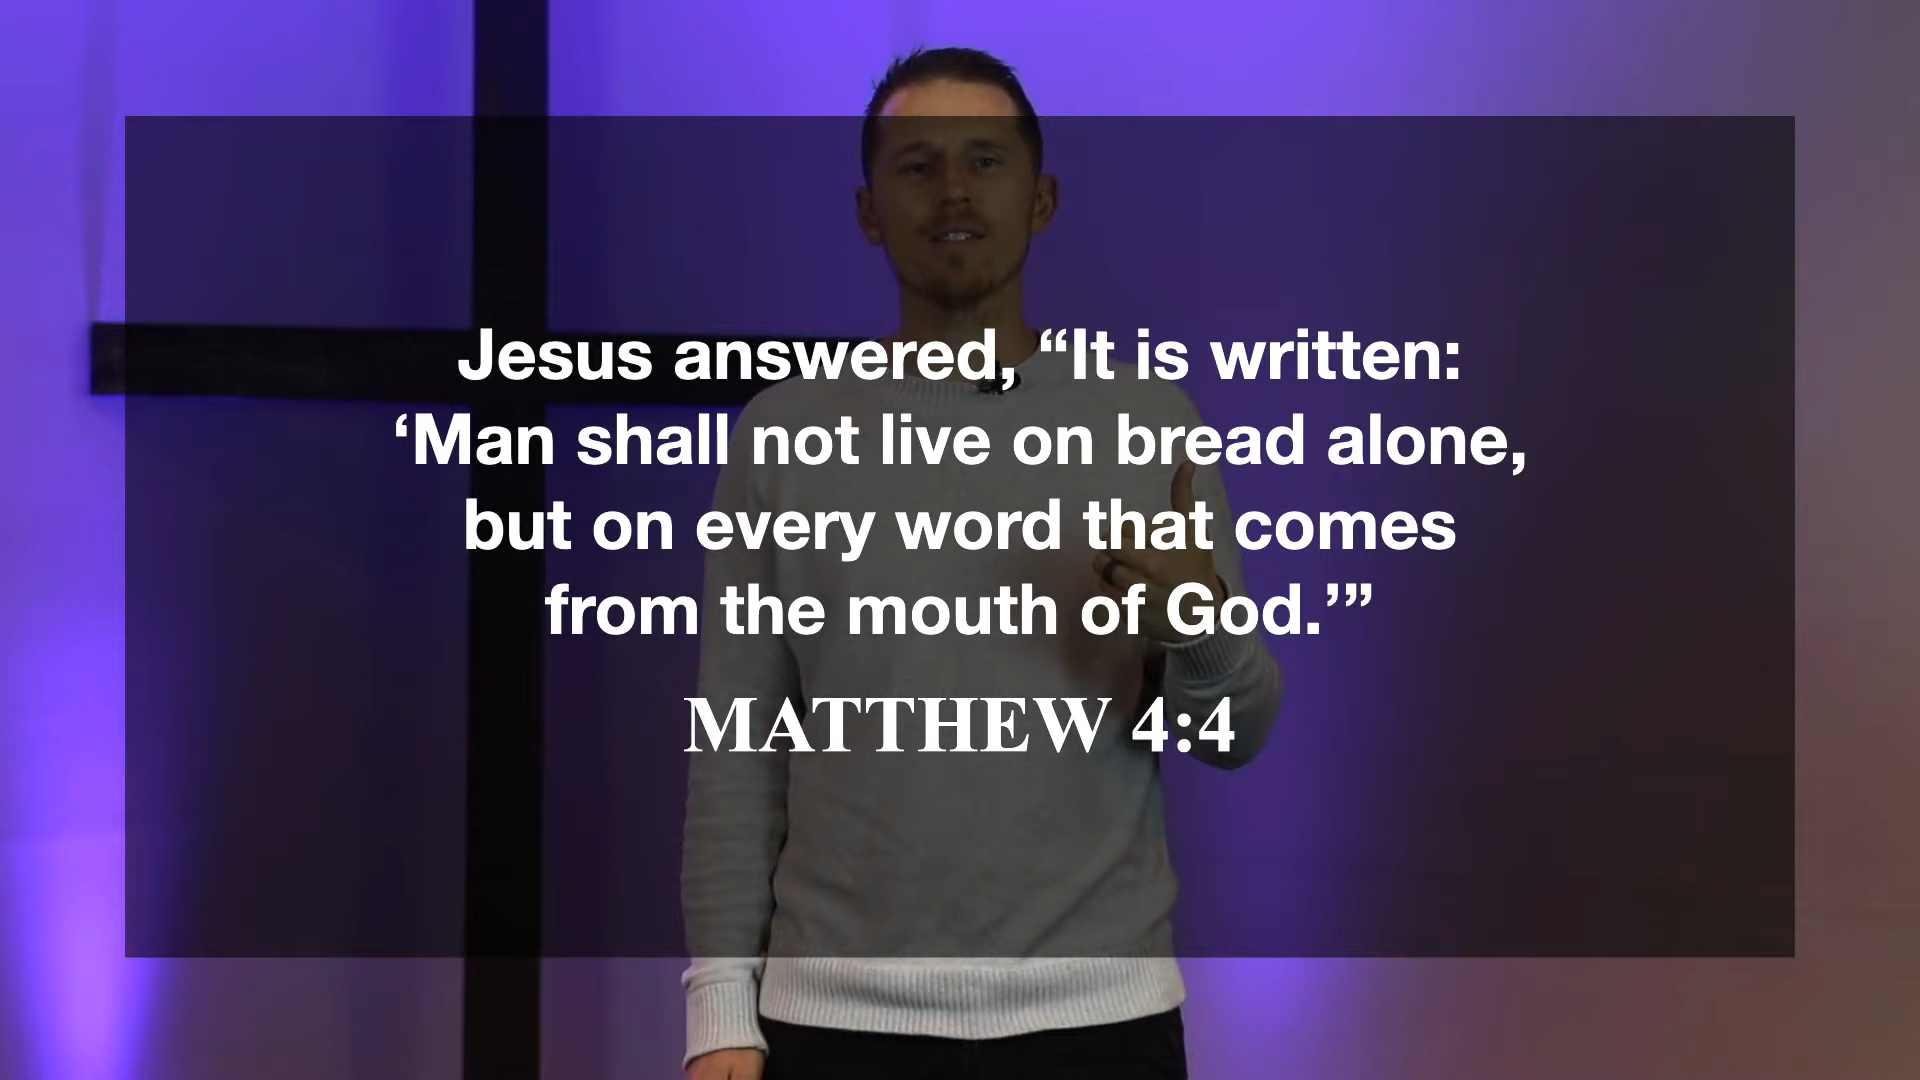 Jesus answered, “It is written:
‘Man shall not live on bread alone,
but on every word that comes
from the mouth of God.’”
MATTHEW 4:4